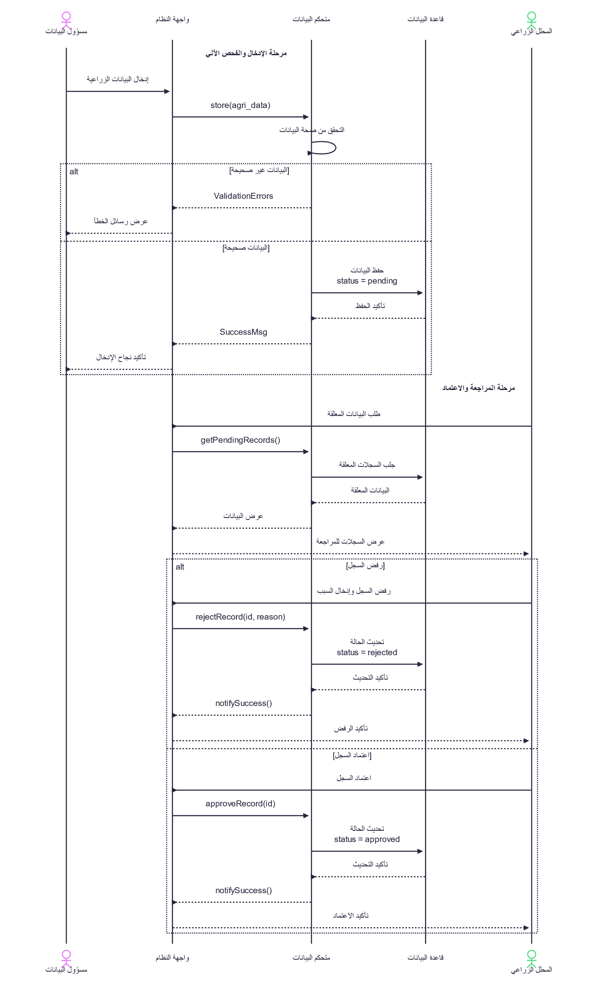 مسؤول البيانات
واجهة النظام
متحكم البيانات
قاعدة البيانات
المحلل الزراعي
مرحلة الإدخال والفحص الآلي
إدخال البيانات الزراعية
store(agri_data)
التحقق من صحة البيانات
alt
[البيانات غير صحيحة]
ValidationErrors
عرض رسائل الخطأ
[البيانات صحيحة]
حفظ البيانات
status = pending
تأكيد الحفظ
SuccessMsg
تأكيد نجاح الإدخال
مرحلة المراجعة والاعتماد
طلب البيانات المعلقة
getPendingRecords()
جلب السجلات المعلقة
البيانات المعلقة
عرض البيانات
عرض السجلات للمراجعة
alt
[رفض السجل]
رفض السجل وإدخال السبب
rejectRecord(id, reason)
تحديث الحالة
status = rejected
تأكيد التحديث
notifySuccess()
تأكيد الرفض
[اعتماد السجل]
اعتماد السجل
approveRecord(id)
تحديث الحالة
status = approved
تأكيد التحديث
notifySuccess()
تأكيد الاعتماد
مسؤول البيانات
واجهة النظام
متحكم البيانات
قاعدة البيانات
المحلل الزراعي